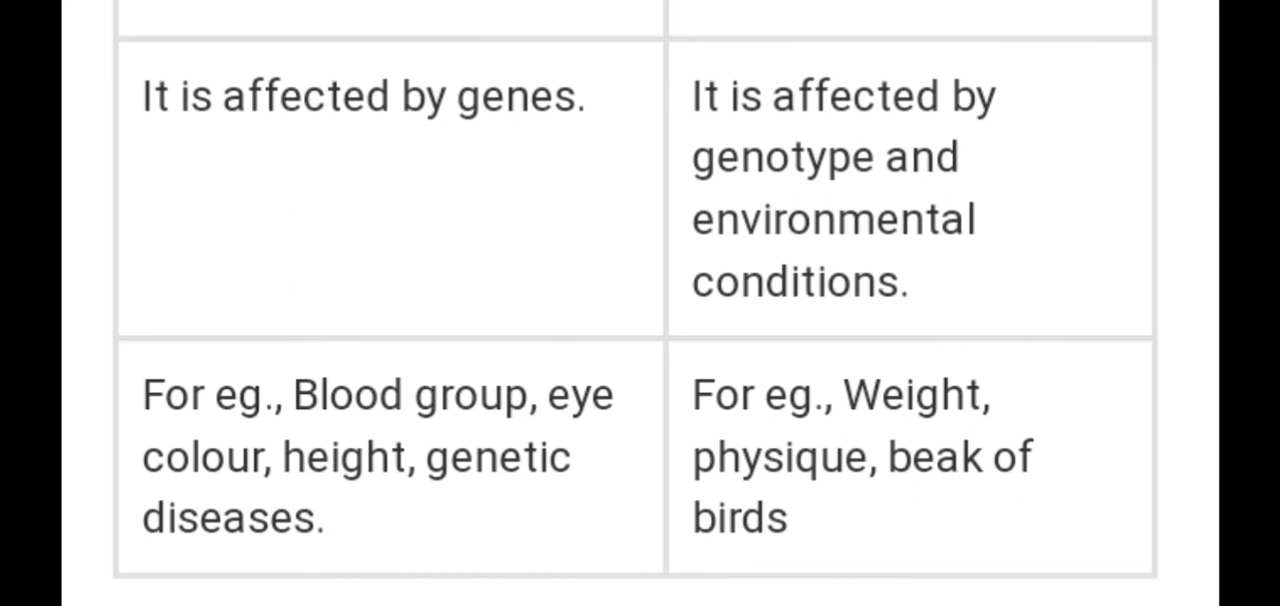 It is affected by genes.
It is affected by
genotype and
environmental
conditions.
For eg., Blood group, eye
colour, height, genetic
diseases.
For eg., Weight,
physique, beak of
birds